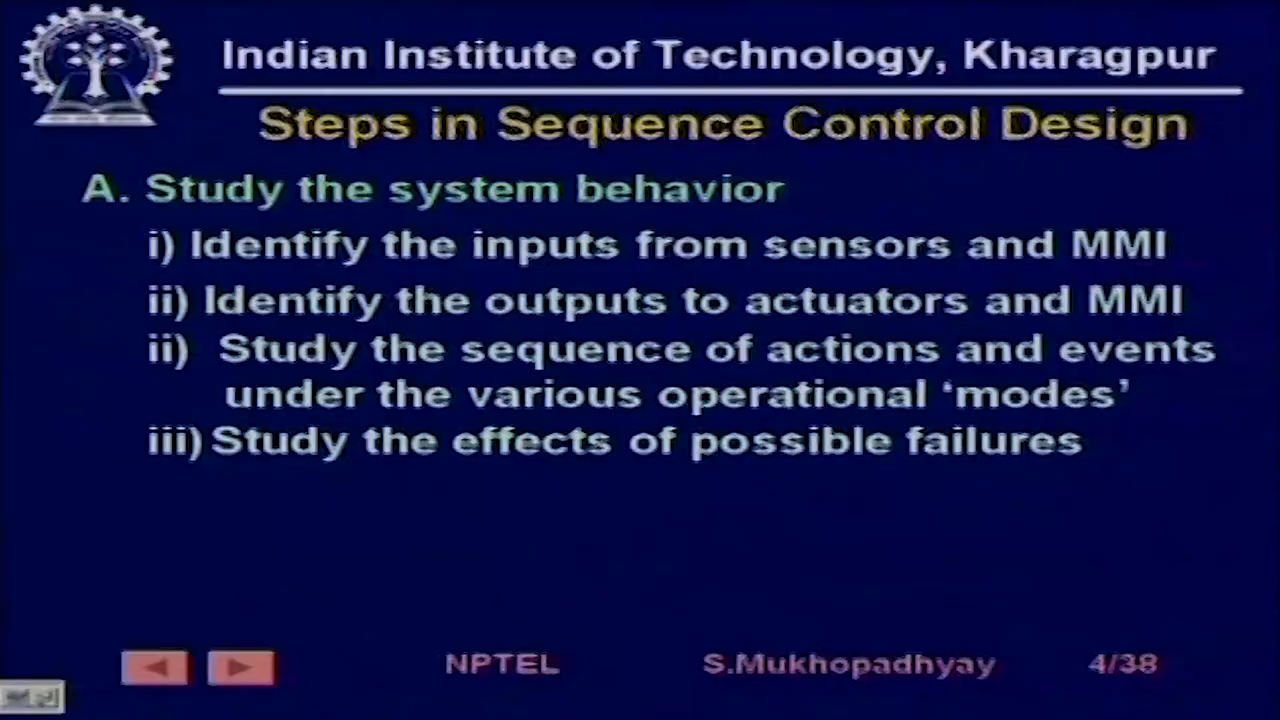 Indian Institute of Technology, Kharagpur
Steps in Sequence Control Design
A. Study the system behavior
i) Identify the inputs from sensors and MMI
ii) Identify the outputs to actuators and MMI
ii) Study the sequence of actions and events
under the various operational ‘modes’
iii) Study the effects of possible failures
NPTEL S.Mukhopadhyay 4/38